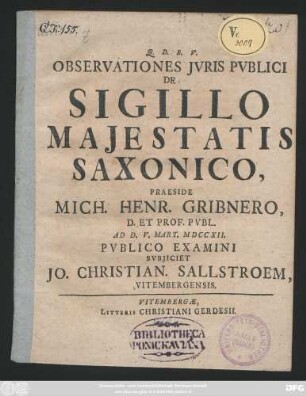 Q. D. B. V.
OBSERVATIONES JVRIS PVBLICI
DE
SIGILLO
MAJESTATIS
SAXONICO,
PRAESIDE
MICH. HENR. GRIBNERO,
D. ET PROF. PVBL.
AD D. V. MART. MDCCXII.
PVBLICO EXAMINI
SVBJICIET
JO. CHRISTIAN. SALLSTROEM,
VITEMBERGENSIS.
VITEMBERGÆ,
LITTERIS CHRISTIANI GERDESII.
BIBLIOTHECA
PONICKAVIANA